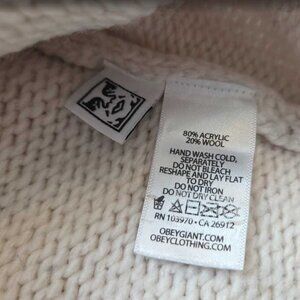 80% ACRYLIC
20% WOOL
HAND WASH COLD,
SEPARATELY
DO NOT BLEACH
RESHAPE AND LAY FLAT
TO DRY
DO NOT IRON
DO NOT DRY CLEAN
RN 103970 • CA 26912
OBEYGIANT.COM
OBEYCLOTHING.COM